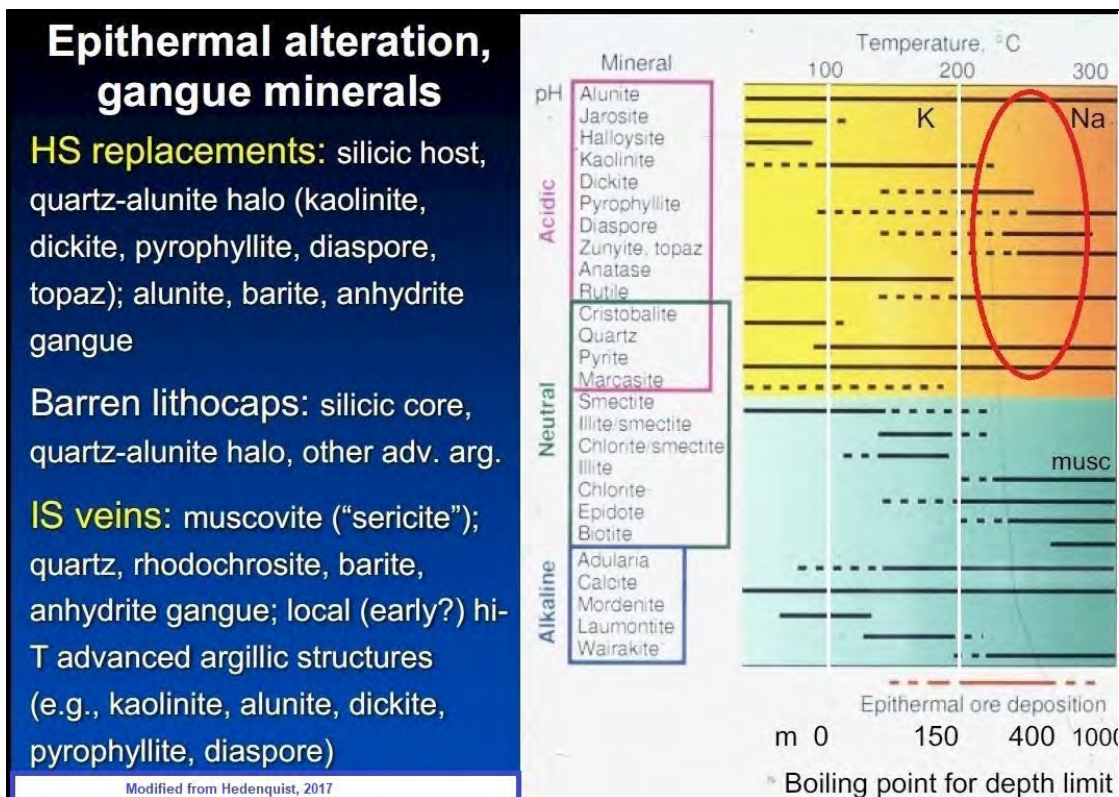 Epithermal alteration,
gangue minerals
HS replacements: silicic host,
quartz-alunite halo (kaolinite,
dickite, pyrophyllite, diaspore,
topaz); alunite, barite, anhydrite
gangue
Barren lithocaps: silicic core,
quartz-alunite halo, other adv. arg.
IS veins: muscovite (“sericite”);
quartz, rhodochrosite, barite,
anhydrite gangue; local (early?) hi-
T advanced argillic structures
(e.g., kaolinite, alunite, dickite,
pyrophyllite, diaspore)
Modified from Hedenquist, 2017
Temperature, °C
Mineral
100 200 300
pH
Acidic
Alunite
Jarosite
Halloysite
Kaolinite
Dickite
Pyrophyllite
Diaspore
Zunyite, topaz
Anatase
Rutile
Neutral
Cristobalite
Quartz
Pyrite
Marcasite
Smectite
Illite/smectite
Chlorite/smectite
Illite
Chlorite
Epidote
Biotite
Alkaline
Adularia
Calcite
Mordenite
Laumontite
Wairakite
K Na
musc
Epithermal ore deposition
m 0 150 400 1000
Boiling point for depth limit